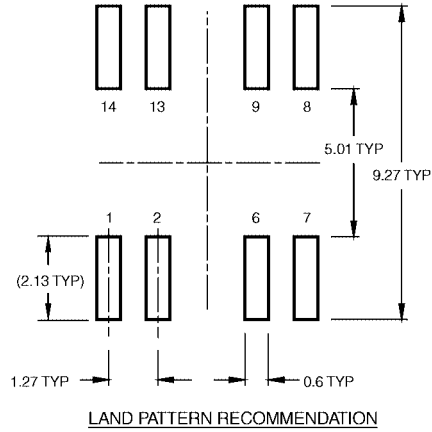 14 13 9 8
5.01 TYP
9.27 TYP
1 2 6 7
(2.13 TYP)
1.27 TYP 0.6 TYP
LAND PATTERN RECOMMENDATION